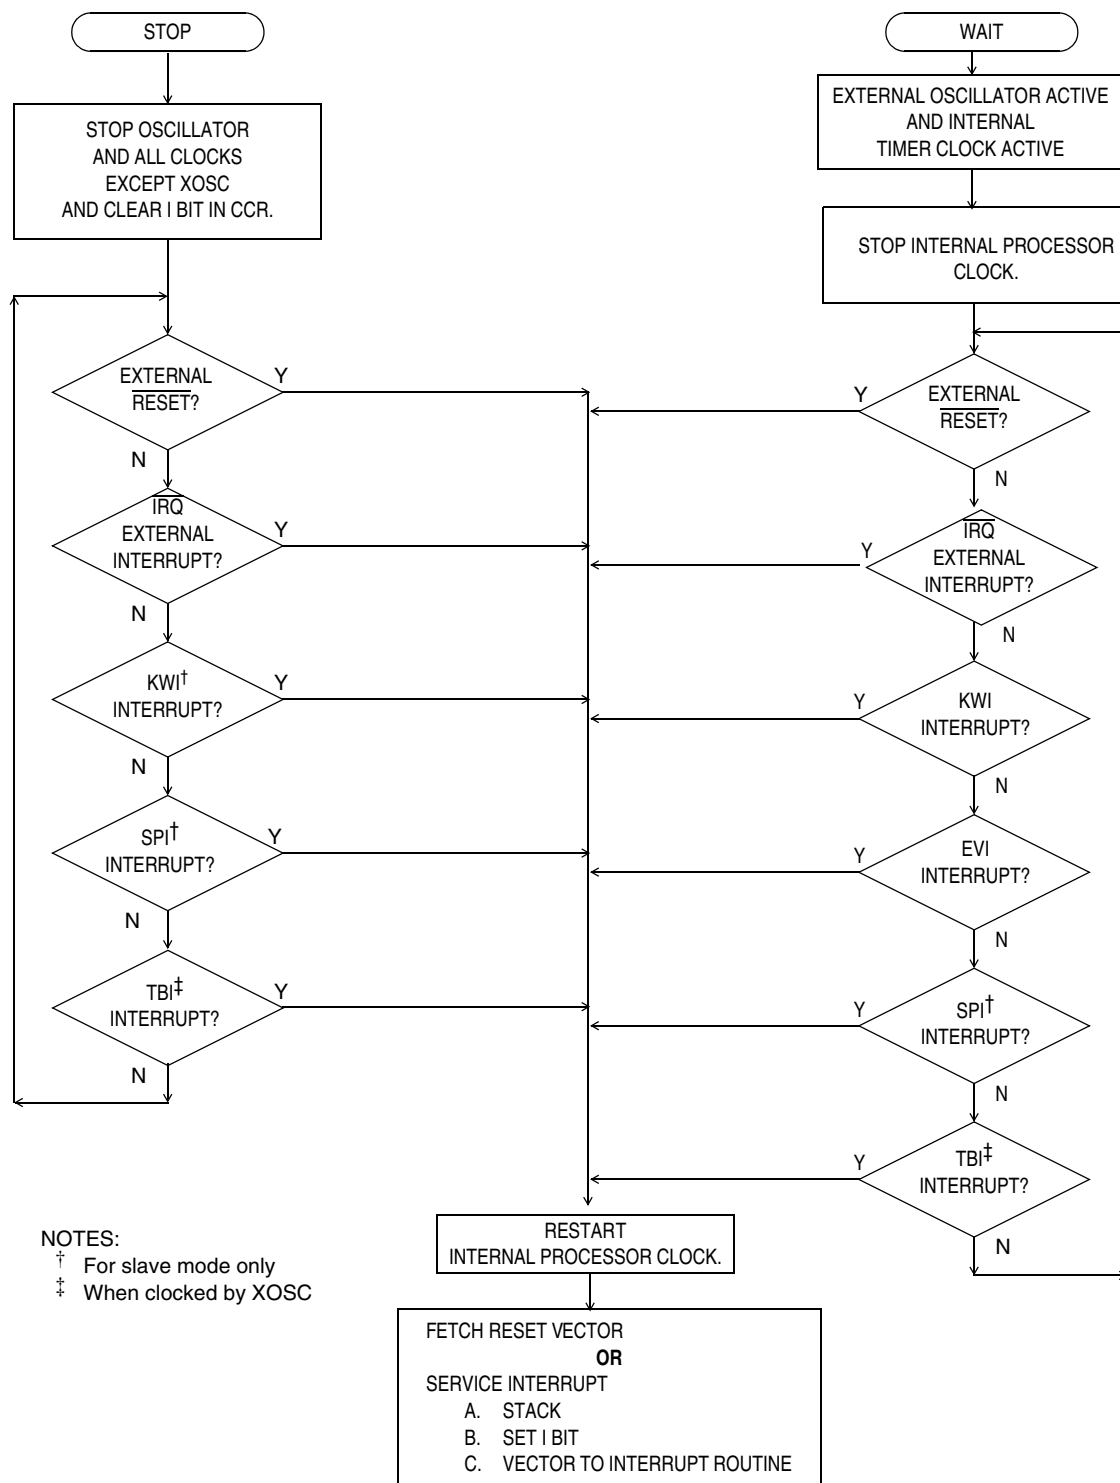 STOP
STOP OSCILLATOR
AND ALL CLOCKS
EXCEPT XOSC
AND CLEAR I BIT IN CCR.
EXTERNAL
RESET?
Y
N
IRQ
EXTERNAL
INTERRUPT?
Y
N
KWI†
INTERRUPT?
Y
N
SPI†
INTERRUPT?
Y
N
TBI‡
INTERRUPT?
Y
N
WAIT
EXTERNAL OSCILLATOR ACTIVE
AND INTERNAL
TIMER CLOCK ACTIVE
STOP INTERNAL PROCESSOR
CLOCK.
EXTERNAL
RESET?
Y
N
IRQ
EXTERNAL
INTERRUPT?
Y
N
KWI
INTERRUPT?
Y
N
EVI
INTERRUPT?
Y
N
SPI†
INTERRUPT?
Y
N
TBI‡
INTERRUPT?
Y
N
RESTART
INTERNAL PROCESSOR CLOCK.
FETCH RESET VECTOR
OR
SERVICE INTERRUPT
A. STACK
B. SET I BIT
C. VECTOR TO INTERRUPT ROUTINE
NOTES:
† For slave mode only
‡ When clocked by XOSC